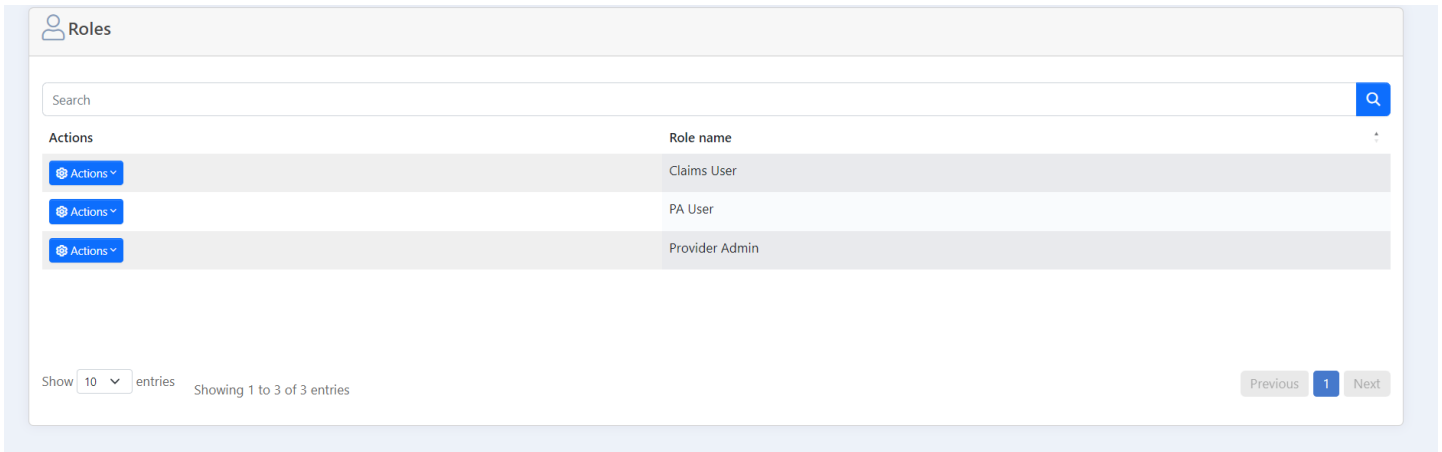 Roles
Search
Actions Role name
Actions Claims User
Actions PA User
Actions Provider Admin
Show 10 entries Showing 1 to 3 of 3 entries Previous 1 Next